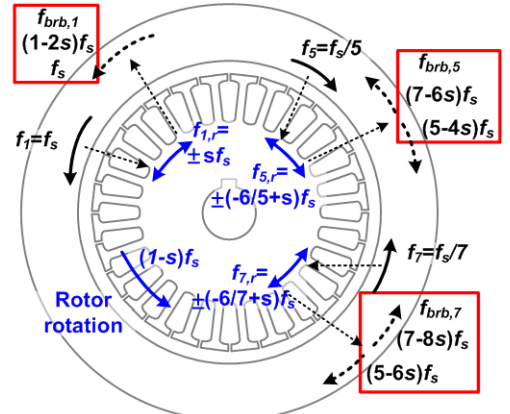 f_brb,1
(1-2s)f_s
f_s
f_5=f_s/5
f_brb,5
(7-6s)f_s
(5-4s)f_s
f_1=f_s
f_1,r=
±sf_s
f_5,r=
±(-6/5+s)f_s
(1-s)f_s
Rotor
rotation
f_7,r=
±(-6/7+s)f_s
f_7=f_s/7
f_brb,7
(7-8s)f_s
(5-6s)f_s